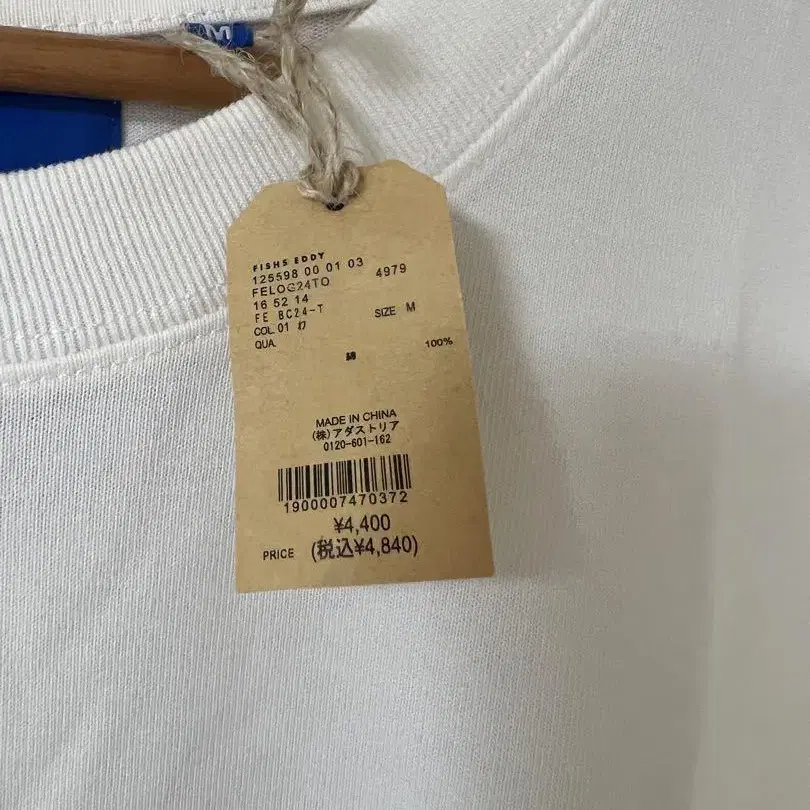 M
FISHS EDDY
125598 00 01 03
4979
FELOG24TO
16 52 14
FE BC24-T
SIZE M
COL.01
QUA.
100%
MADE IN CHINA
(株)アダストリア
0120-601-162
1900007470372
¥4,400
PRICE (税込¥4,840)